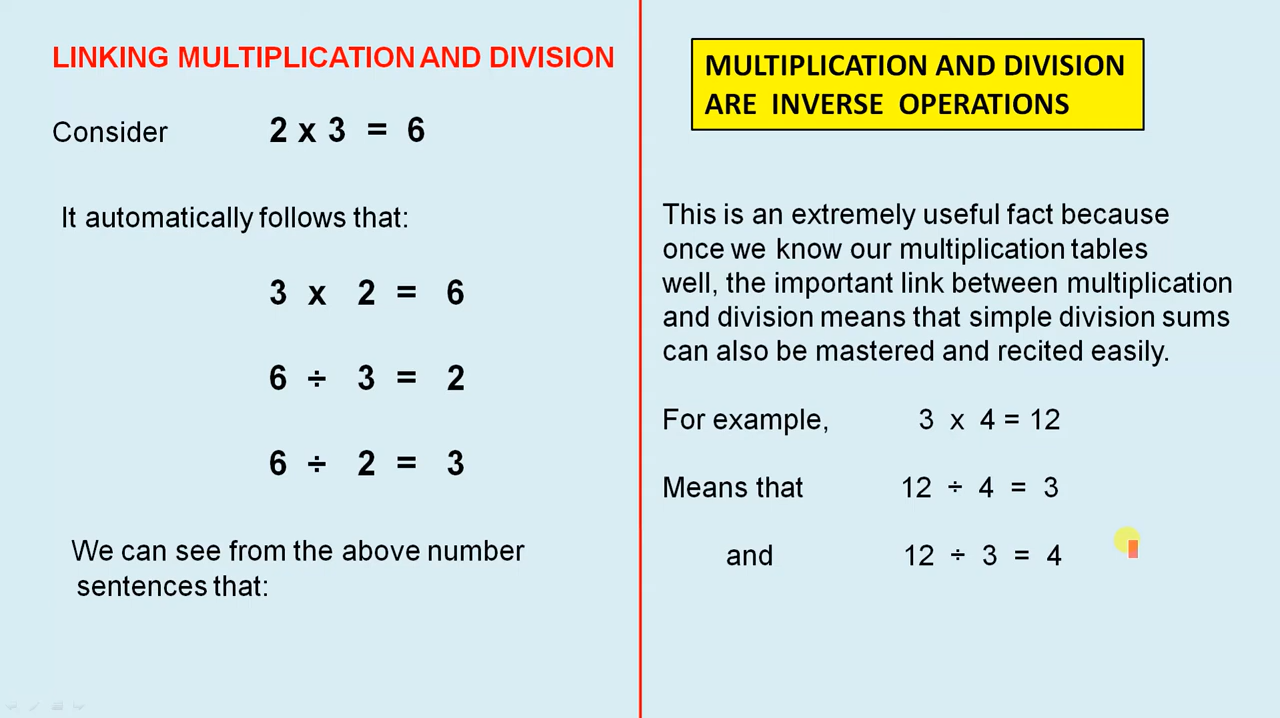 LINKING MULTIPLICATION AND DIVISION
Consider 2 x 3 = 6
It automatically follows that:
3 x 2 = 6
6 ÷ 3 = 2
6 ÷ 2 = 3
We can see from the above number
sentences that:
MULTIPLICATION AND DIVISION
ARE INVERSE OPERATIONS
This is an extremely useful fact because
once we know our multiplication tables
well, the important link between multiplication
and division means that simple division sums
can also be mastered and recited easily.
For example, 3 x 4 = 12
Means that 12 ÷ 4 = 3
and 12 ÷ 3 = 4